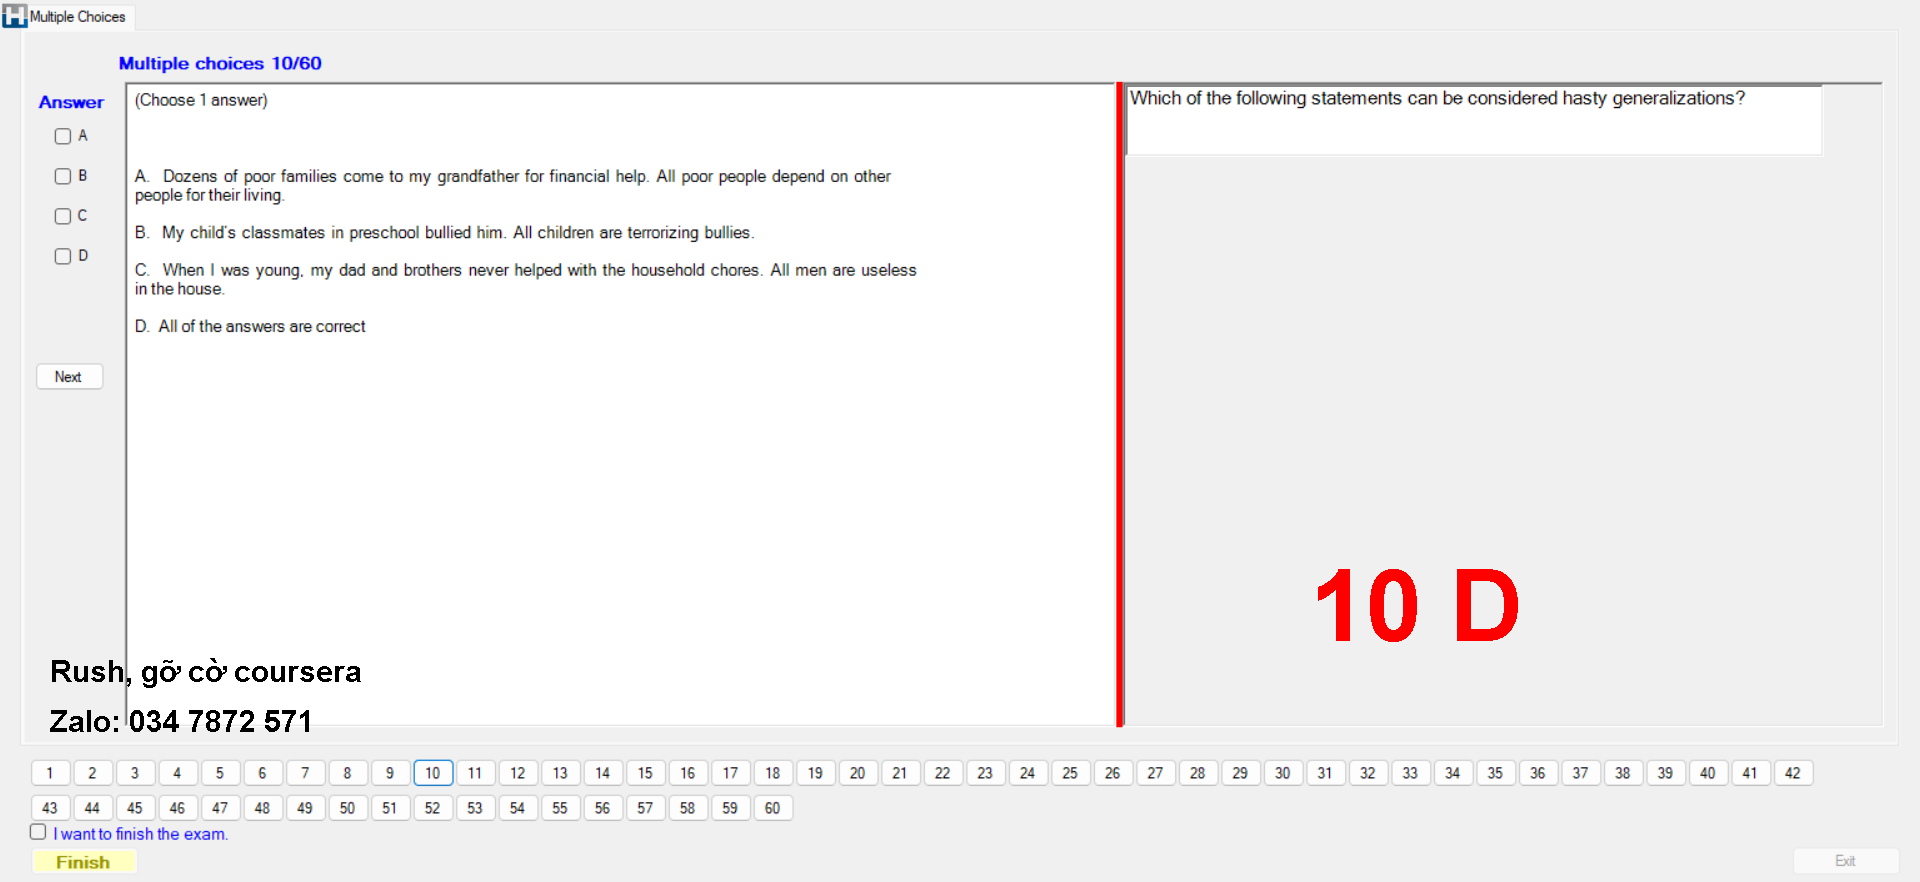 Multiple Choices
Multiple choices 10/60
Answer
A
B
C
D
Next
(Choose 1 answer)
A. Dozens of poor families come to my grandfather for financial help. All poor people depend on other
people for their living.
B. My child's classmates in preschool bullied him. All children are terrorizing bullies.
C. When I was young, my dad and brothers never helped with the household chores. All men are useless
in the house.
D. All of the answers are correct
Which of the following statements can be considered hasty generalizations?
10 D
Rush, gỡ cờ coursera
Zalo: 034 7872 571
1 2 3 4 5 6 7 8 9 10 11 12 13 14 15 16 17 18 19 20 21 22 23 24 25 26 27 28 29 30 31 32 33 34 35 36 37 38 39 40 41 42
43 44 45 46 47 48 49 50 51 52 53 54 55 56 57 58 59 60
I want to finish the exam.
Finish
Exit